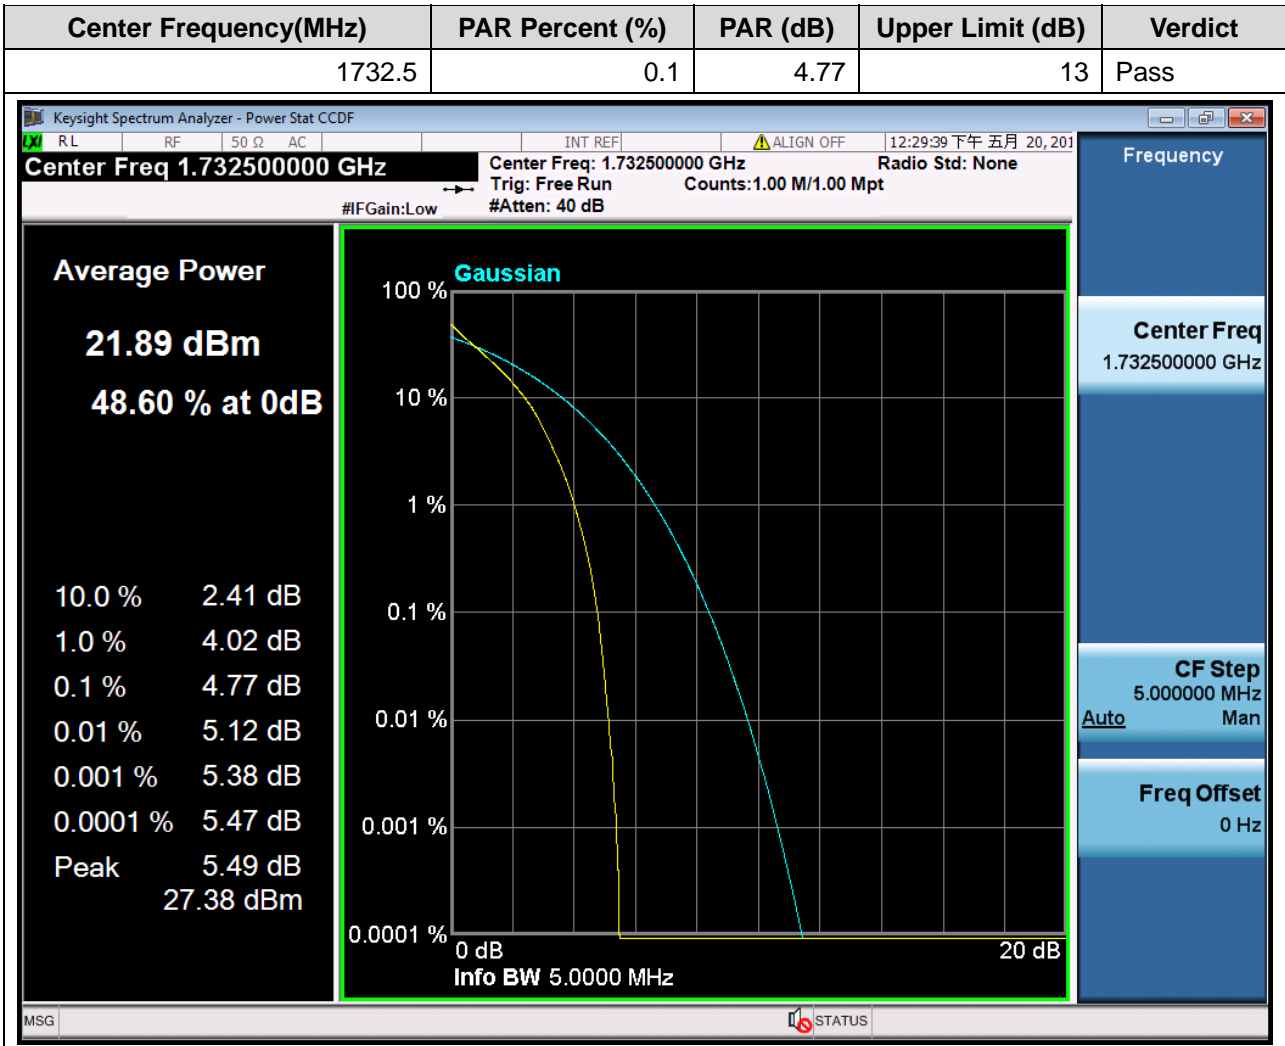 Center Frequency(MHz) PAR Percent (%) PAR (dB) Upper Limit (dB) Verdict
1732.5 0.1 4.77 13 Pass
Keysight Spectrum Analyzer - Power Stat CCDF
LXI RL RF 50 Ω AC INT REF ALIGN OFF 12:29:39 下午 五月 20, 201
Center Freq 1.732500000 GHz
Center Freq: 1.732500000 GHz Radio Std: None
Trig: Free Run Counts:1.00 M/1.00 Mpt
#IFGain:Low #Atten: 40 dB
Average Power
21.89 dBm
48.60 % at 0dB
10.0 % 2.41 dB
1.0 % 4.02 dB
0.1 % 4.77 dB
0.01 % 5.12 dB
0.001 % 5.38 dB
0.0001 % 5.47 dB
Peak 5.49 dB
27.38 dBm
Gaussian
100 %
10 %
1 %
0.1 %
0.01 %
0.001 %
0.0001 %
0 dB 20 dB
Info BW 5.0000 MHz
Frequency
Center Freq
1.732500000 GHz
CF Step
5.000000 MHz
Auto Man
Freq Offset
0 Hz
MSG STATUS